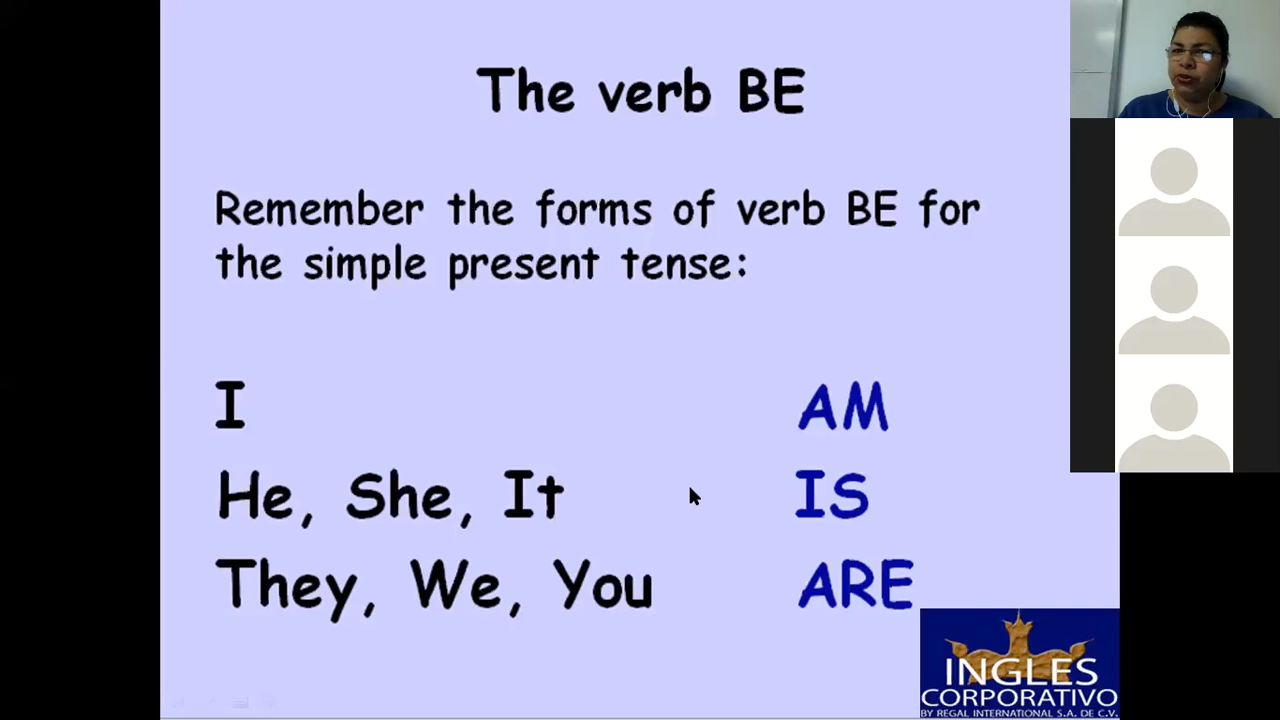 The verb BE
Remember the forms of verb BE for
the simple present tense:
I AM
He, She, It IS
They, We, You ARE
INGLES
CORPORATIVO
BY REGAL INTERNATIONAL S.A. DE C.V.